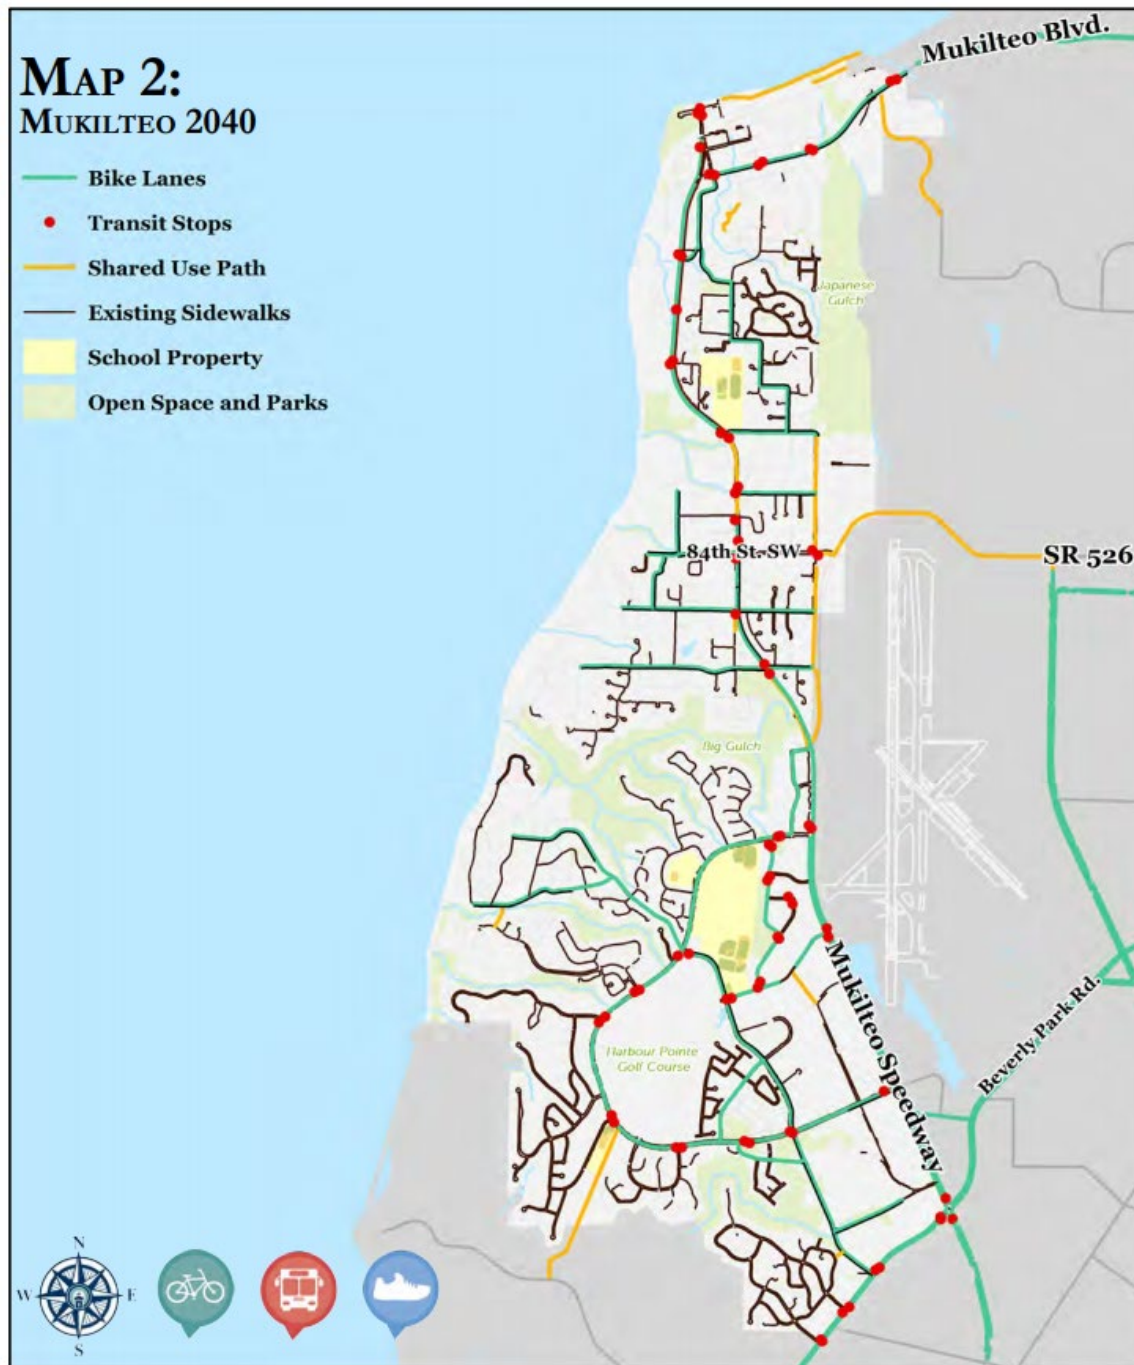 MAP 2:
MUKILTEO 2040
Bike Lanes
Transit Stops
Shared Use Path
Existing Sidewalks
School Property
Open Space and Parks
Mukilteo Blvd.
Japanese
Gulch
84th St. SW
SR 526
Big Gulch
Mukilteo Speedway
Beverly Park Rd.
Harbour Pointe
Golf Course
N
W E
S